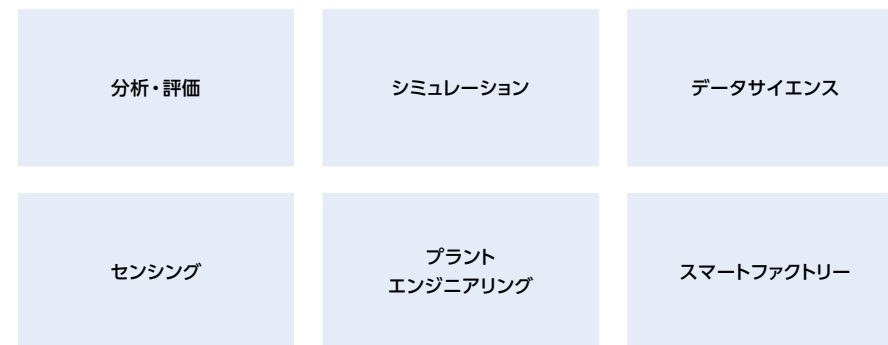 分析・評価
シミュレーション
データサイエンス
センシング
プラント
エンジニアリング
スマートファクトリー